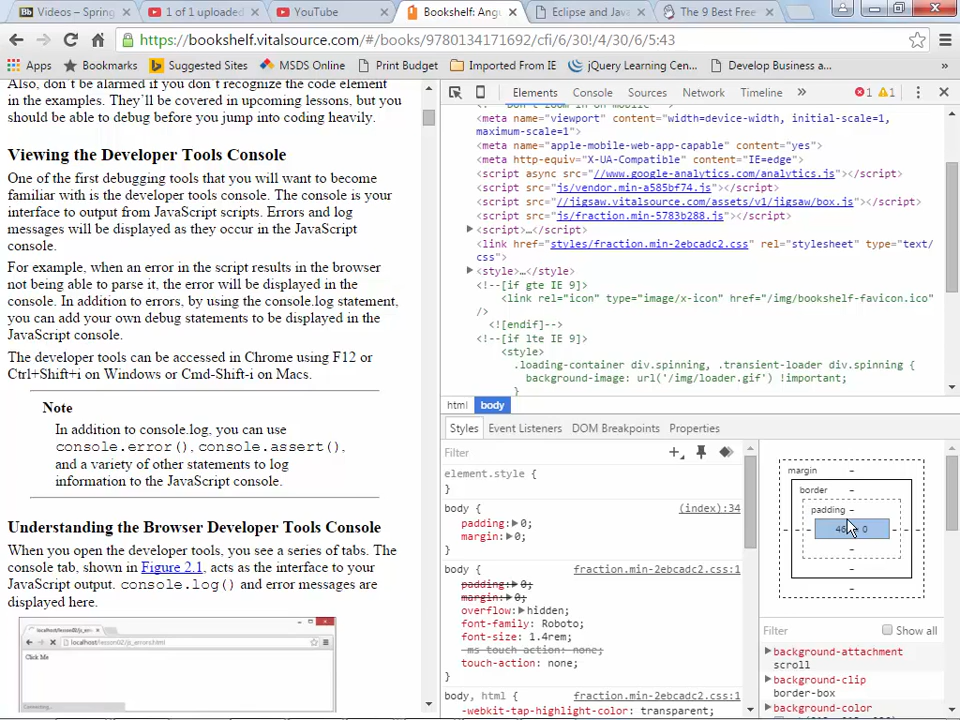 Videos – Spring
1 of 1 uploaded
YouTube
Bookshelf: Ang
Eclipse and Java
The 9 Best Free
https://bookshelf.vitalsource.com/#/books/9780134171692/cfi/6/30!/4/30/6/5:43
Apps
Bookmarks
Suggested Sites
MSDS Online
Print Budget
Imported From IE
jQuery Learning Cen...
Develop Business a...
»
Also, don't be alarmed if you don't recognize the code element
in the examples. They'll be covered in upcoming lessons, but you
should be able to debug before you jump into coding heavily.
Viewing the Developer Tools Console
One of the first debugging tools that you will want to become
familiar with is the developer tools console. The console is your
interface to output from JavaScript scripts. Errors and log
messages will be displayed as they occur in the JavaScript
console.
For example, when an error in the script results in the browser
not being able to parse it, the error will be displayed in the
console. In addition to errors, by using the console.log statement,
you can add your own debug statements to be displayed in the
JavaScript console.
The developer tools can be accessed in Chrome using F12 or
Ctrl+Shift+i on Windows or Cmd-Shift-i on Macs.
Note
In addition to console.log, you can use
console.error(), console.assert(),
and a variety of other statements to log
information to the JavaScript console.
Understanding the Browser Developer Tools Console
When you open the developer tools, you see a series of tabs. The
console tab, shown in Figure 2.1, acts as the interface to your
JavaScript output. console.log() and error messages are
displayed here.
localhost/lesson02/js_errors.html
Click Me
Elements Console Sources Network Timeline » 1 1
<!-- Don't zoom in on mobile -->
<meta name="viewport" content="width=device-width, initial-scale=1,
maximum-scale=1">
<meta name="apple-mobile-web-app-capable" content="yes">
<meta http-equiv="X-UA-Compatible" content="IE=edge">
<script async src="//www.google-analytics.com/analytics.js"></script>
<script src="js/vendor.min-a585bf74.js"></script>
<script src="//jigsaw.vitalsource.com/assets/v1/jigsaw/box.js"></script>
<script src="js/fraction.min-5783b288.js"></script>
<script>…</script>
<link href="styles/fraction.min-2ebcadc2.css" rel="stylesheet" type="text/
css">
<style>…</style>
<!--[if gte IE 9]>
<link rel="icon" type="image/x-icon" href="/img/bookshelf-favicon.ico"
/>
<![endif]-->
<!--[if lte IE 9]>
<style>
.loading-container div.spinning, .transient-loader div.spinning {
background-image: url('/img/loader.gif') !important;
}
html body
Styles Event Listeners DOM Breakpoints Properties
Filter
element.style {
}
body { (index):34
padding: 0;
margin: 0;
}
body { fraction.min-2ebcadc2.css:1
padding: 0;
margin: 0;
overflow: hidden;
font-family: Roboto;
font-size: 1.4rem;
-ms-touch-action: none;
touch-action: none;
}
body, html { fraction.min-2ebcadc2.css:1
-webkit-tap-highlight-color: transparent;
margin –
border –
padding –
– –
–
–
–
Filter Show all
background-attachment
scroll
background-clip
border-box
background-color